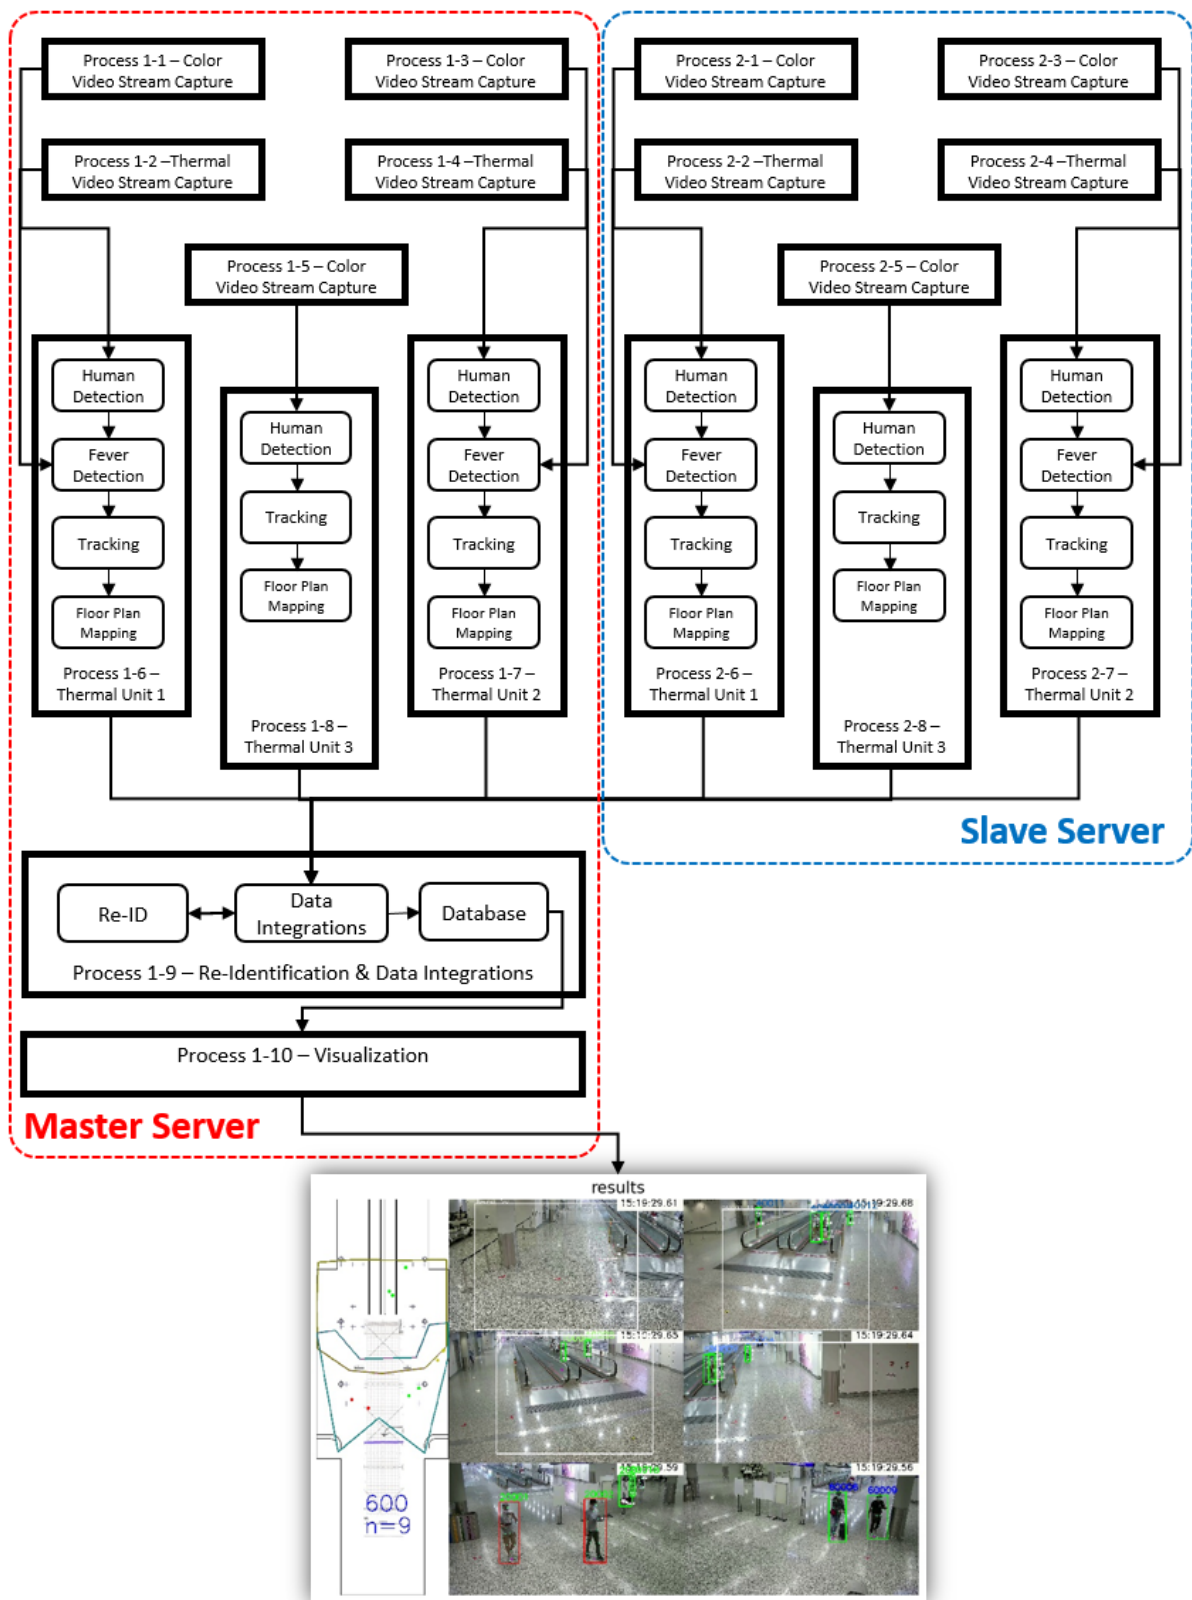 Process 1-1 – Color
Video Stream Capture
Process 1-3 – Color
Video Stream Capture
Process 2-1 – Color
Video Stream Capture
Process 2-3 – Color
Video Stream Capture
Process 1-2 –Thermal
Video Stream Capture
Process 1-4 –Thermal
Video Stream Capture
Process 2-2 – Thermal
Video Stream Capture
Process 2-4 – Thermal
Video Stream Capture
Process 1-5 – Color
Video Stream Capture
Process 2-5 – Color
Video Stream Capture
Human
Detection
Fever
Detection
Tracking
Floor Plan
Mapping
Process 1-6 –
Thermal Unit 1
Human
Detection
Tracking
Floor Plan
Mapping
Process 1-8 –
Thermal Unit 3
Human
Detection
Fever
Detection
Tracking
Floor Plan
Mapping
Process 1-7 –
Thermal Unit 2
Human
Detection
Fever
Detection
Tracking
Floor Plan
Mapping
Process 2-6 –
Thermal Unit 1
Human
Detection
Tracking
Floor Plan
Mapping
Process 2-8 –
Thermal Unit 3
Human
Detection
Fever
Detection
Tracking
Floor Plan
Mapping
Process 2-7 –
Thermal Unit 2
Slave Server
Re-ID
Data
Integrations
Database
Process 1-9 – Re-Identification & Data Integrations
Process 1-10 – Visualization
Master Server
results
15:19:29.61
15:19:29.68
15:19:29.63
15:19:29.64
15:19:29.59
15:19:29.56
60009
600
n=9